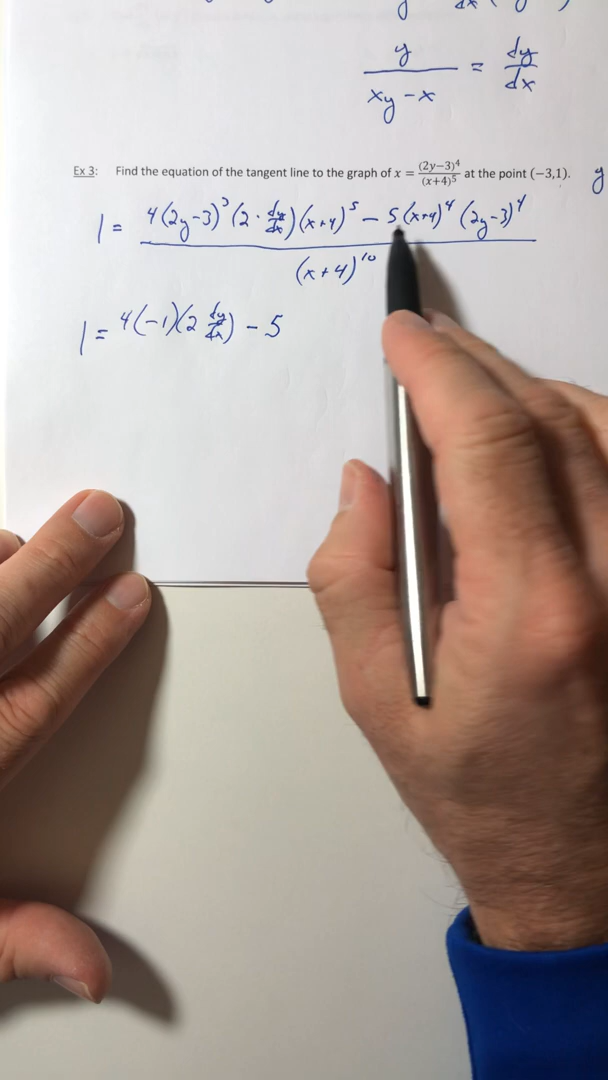 y
dx ( y )
y / (xy - x) = dy/dx
Ex 3: Find the equation of the tangent line to the graph of x = (2y−3)^4 / (x+4)^5 at the point (−3,1). y
1 = (4(2y-3)^3 (2 · dy/dx)(x+4)^5 - 5(x+4)^4 (2y-3)^4) / (x+4)^10
1 = 4(-1)(2 dy/dx) - 5